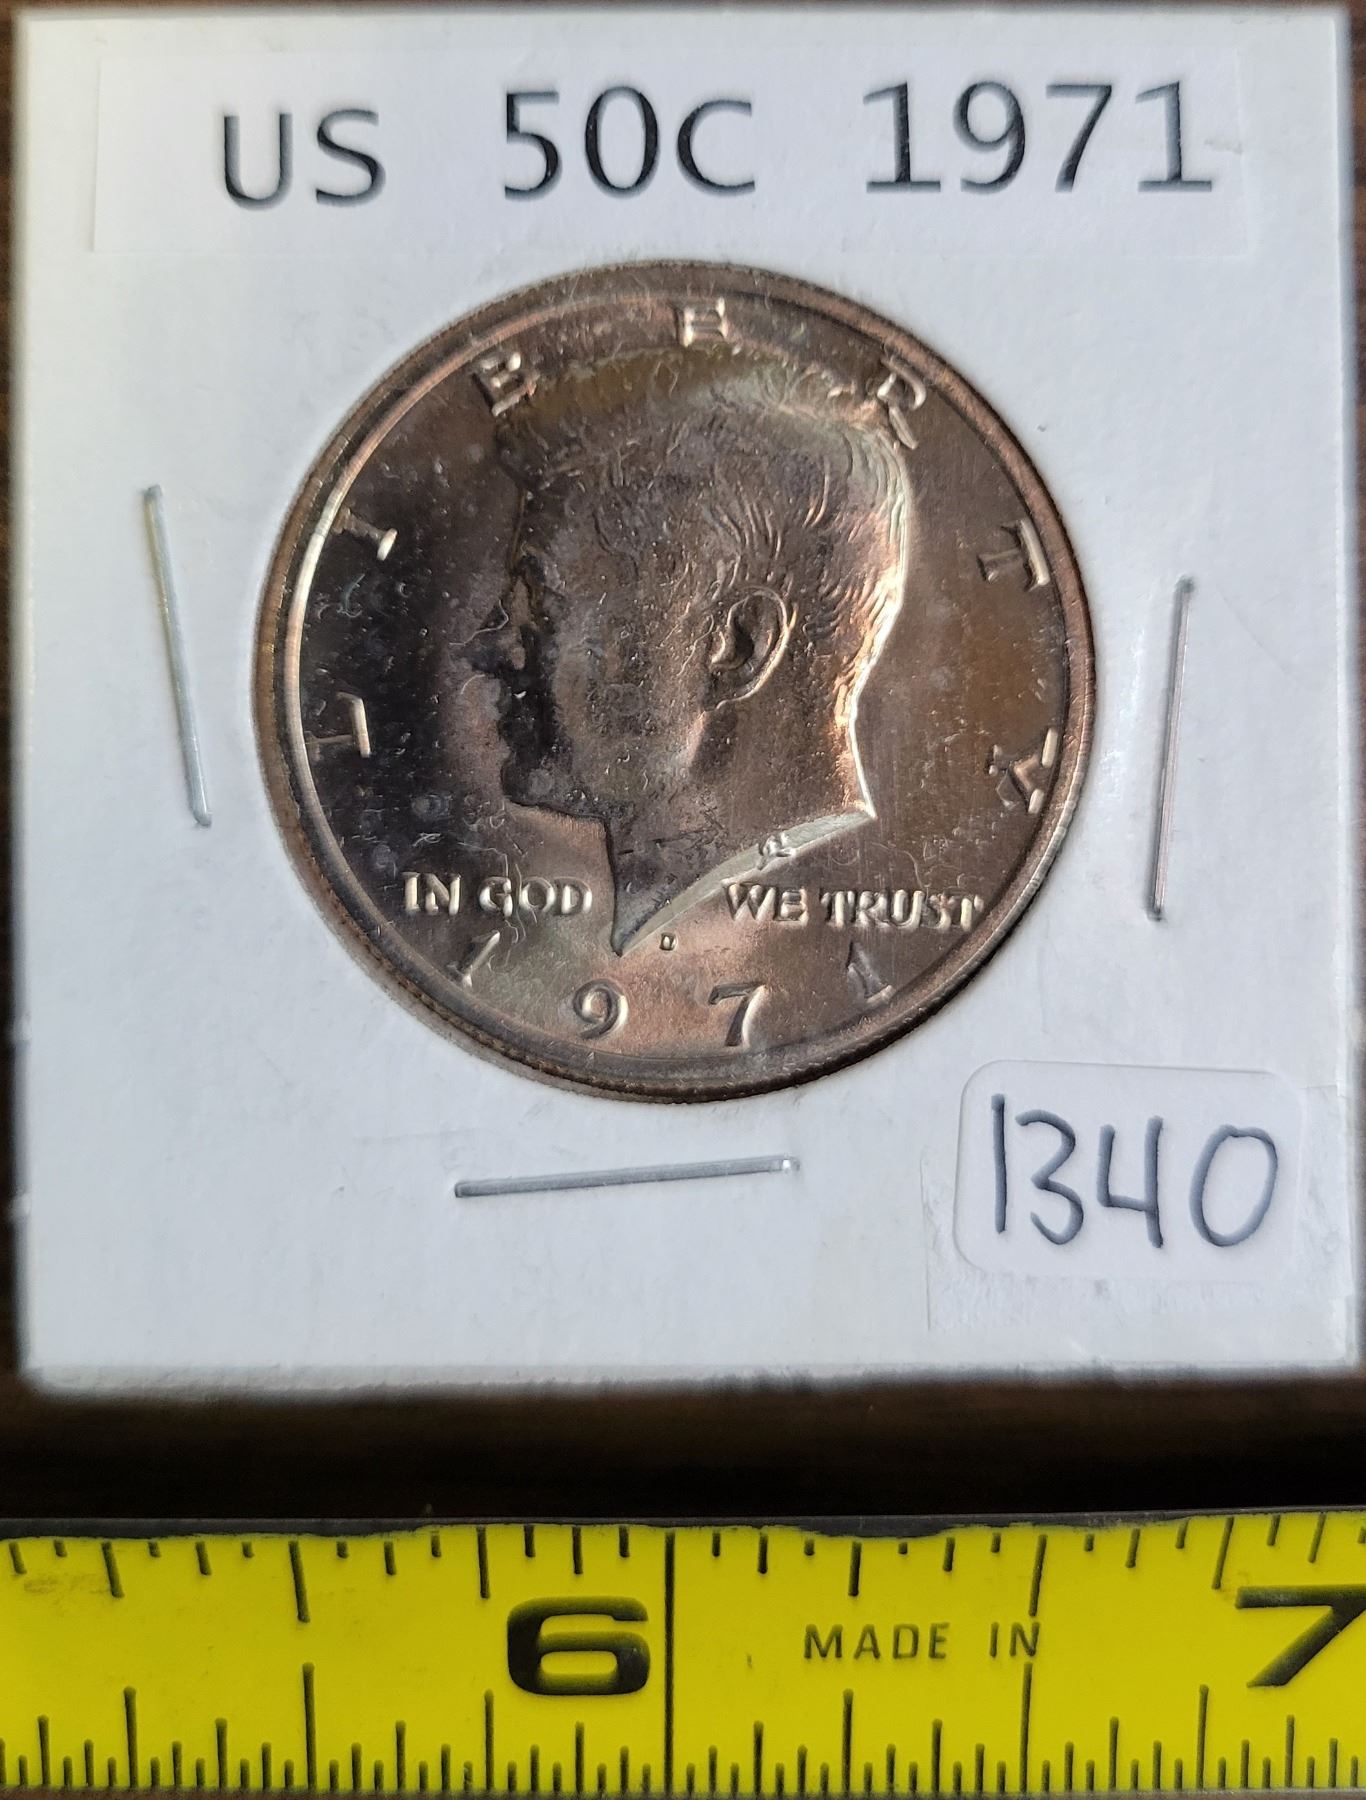 US 50C 1971
LIBERTY
IN GOD WE TRUST
D
1971
1340
6 MADE IN 7